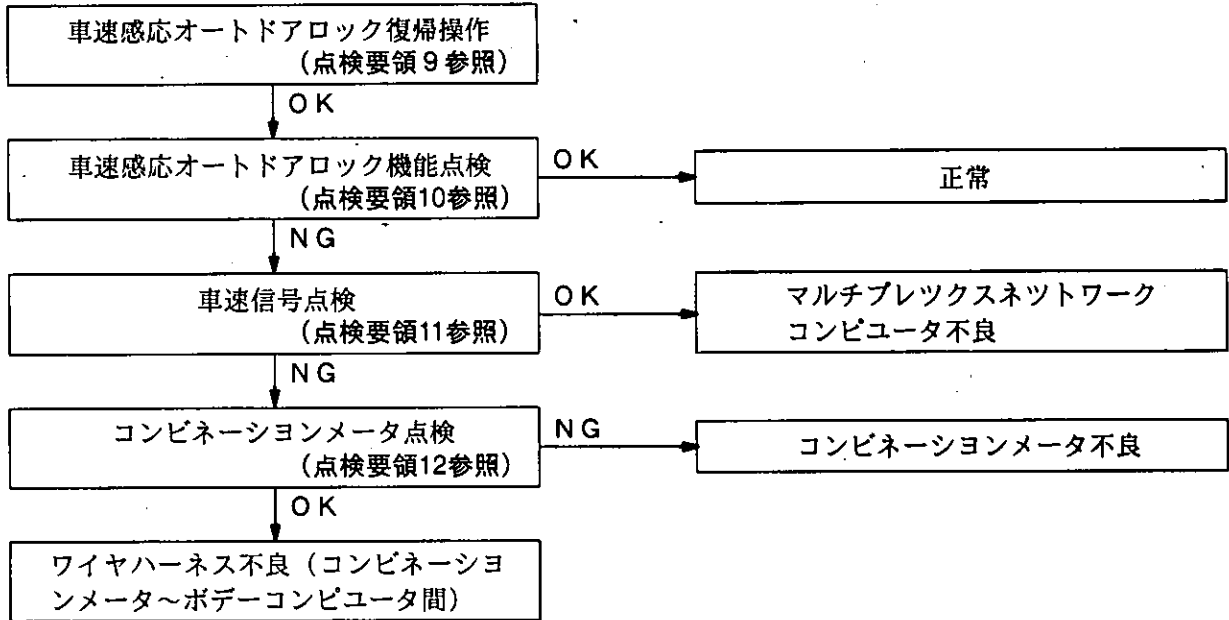 車速感応オートドアロック復帰操作
(点検要領9参照)
OK
車速感応オートドアロック機能点検
(点検要領10参照)
OK
正常
NG
車速信号点検
(点検要領11参照)
OK
マルチプレツクスネツトワーク
コンピユータ不良
NG
コンビネーシヨンメータ点検
(点検要領12参照)
NG
コンビネーシヨンメータ不良
OK
ワイヤハーネス不良(コンビネーシヨ
ンメータ～ボデーコンピユータ間)